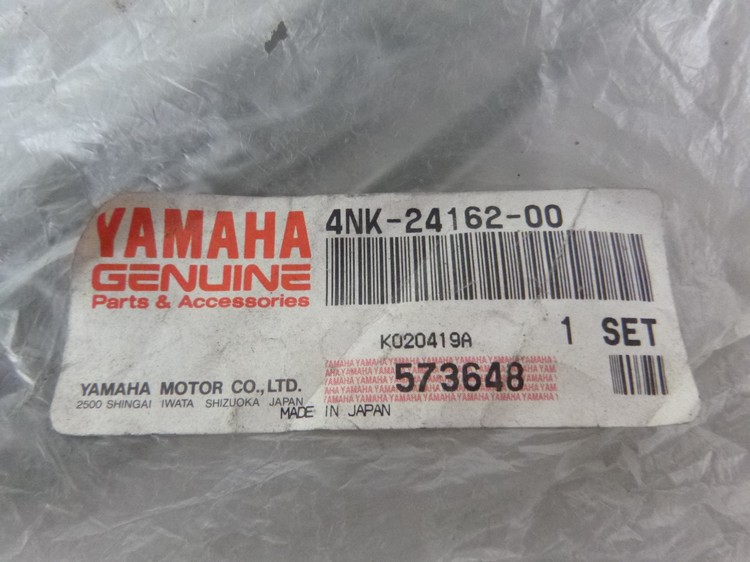 YAMAHA
GENUINE
Parts & Accessories
4NK-24162-00
K020419A
1 SET
573648
YAMAHA MOTOR CO.,LTD.
2500 SHINGAI IWATA SHIZUOKA JAPAN
MADE IN JAPAN